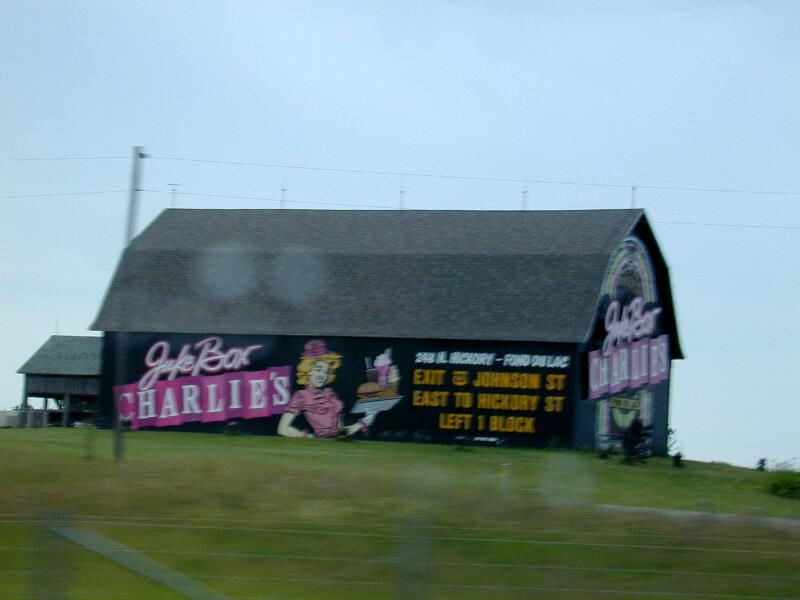 Juke Box
CHARLIE'S
248 N. HICKORY - FOND DU LAC
EXIT JOHNSON ST
EAST TO HICKORY ST
LEFT 1 BLOCK
Juke Box
CHARLIE'S